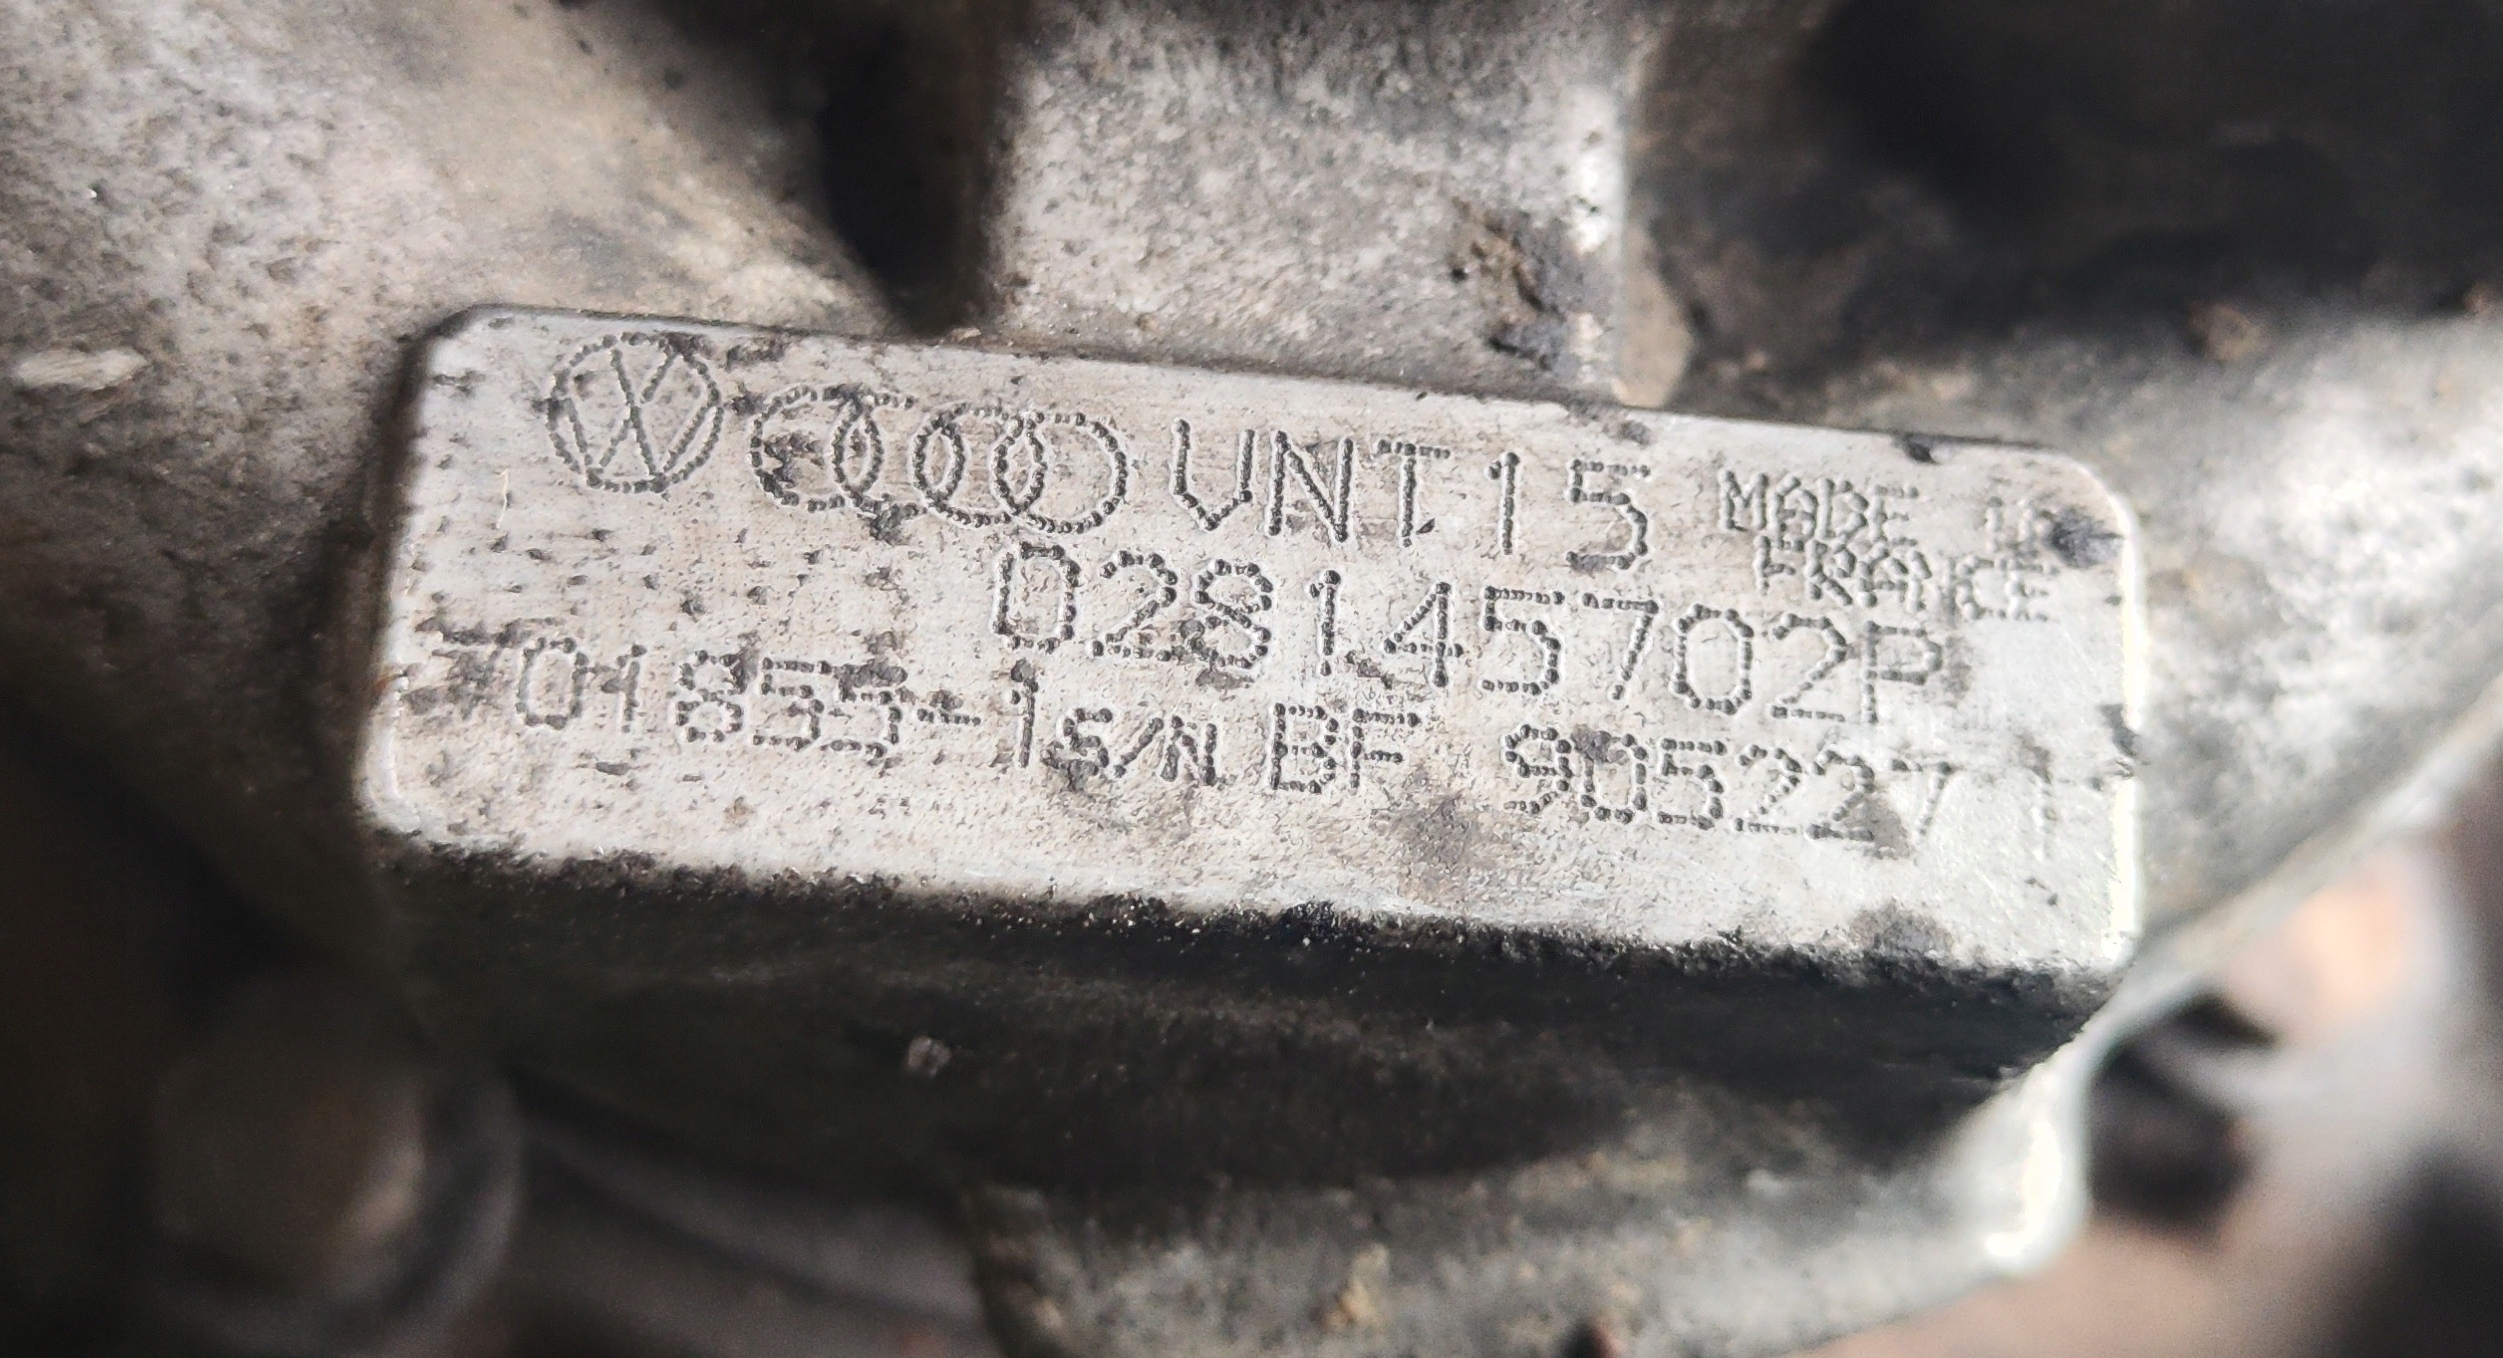 VNT15 MADE IN
FRANCE
028145702P
701855-1 S/N BF 905227